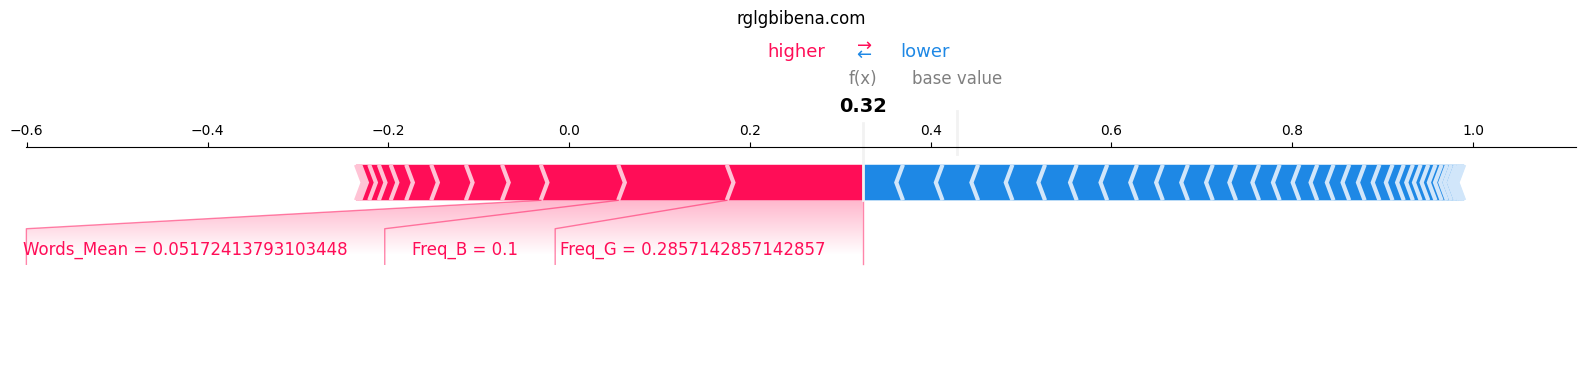 rglgbibena.com
higher ⇄ lower
f(x) base value
0.32
−0.6 −0.4 −0.2 0.0 0.2 0.4 0.6 0.8 1.0
Words_Mean = 0.05172413793103448 Freq_B = 0.1 Freq_G = 0.2857142857142857